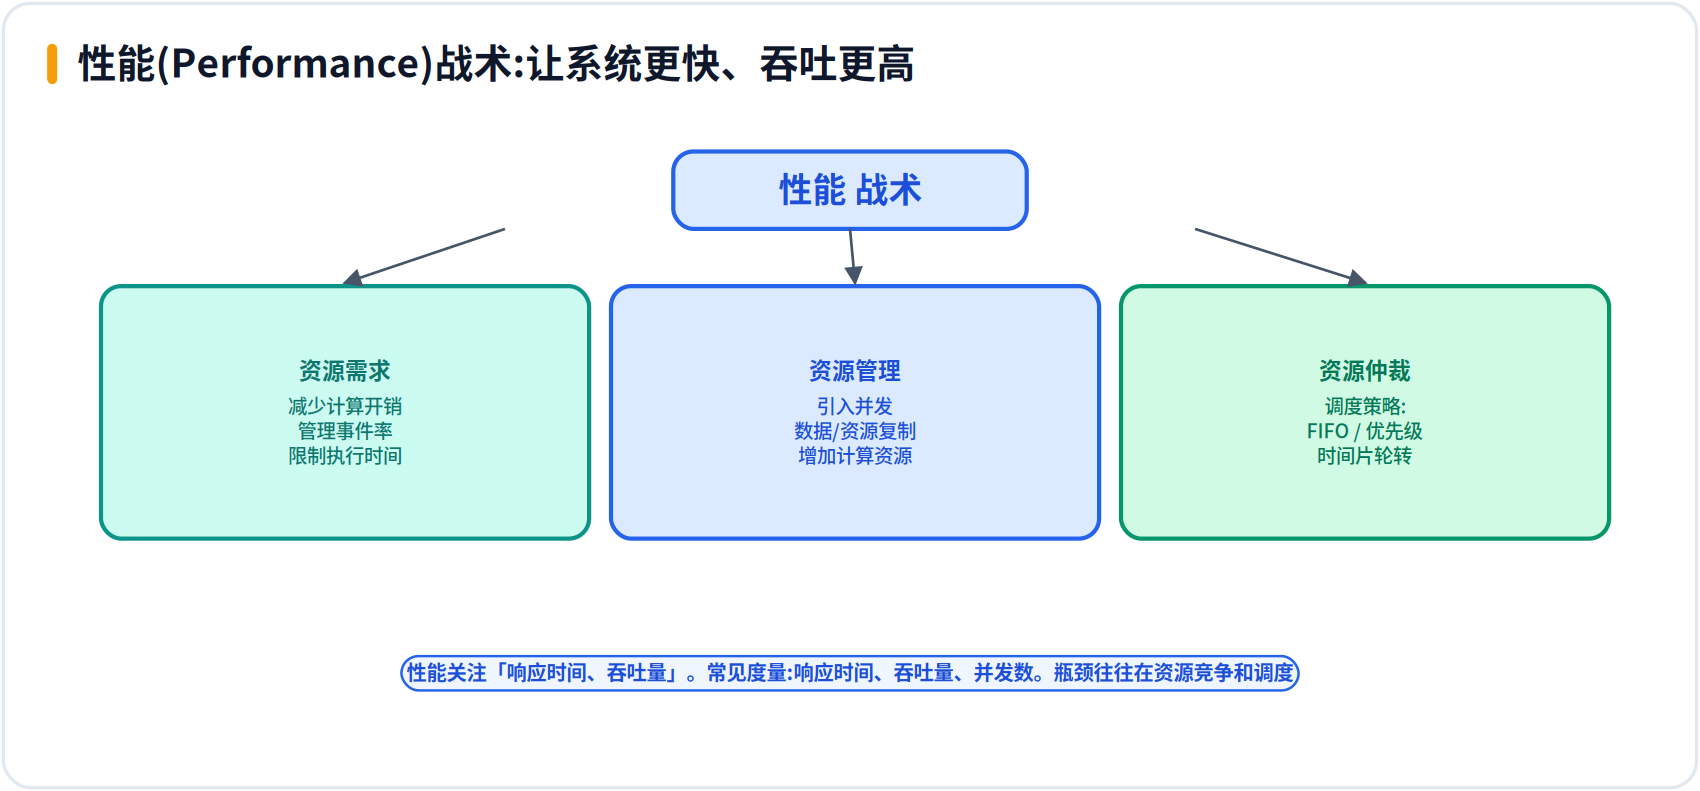 性能(Performance)战术:让系统更快、吞吐更高
性能 战术
资源需求
减少计算开销
管理事件率
限制执行时间
资源管理
引入并发
数据/资源复制
增加计算资源
资源仲裁
调度策略:
FIFO / 优先级
时间片轮转
性能关注「响应时间、吞吐量」。常见度量:响应时间、吞吐量、并发数。瓶颈往往在资源竞争和调度